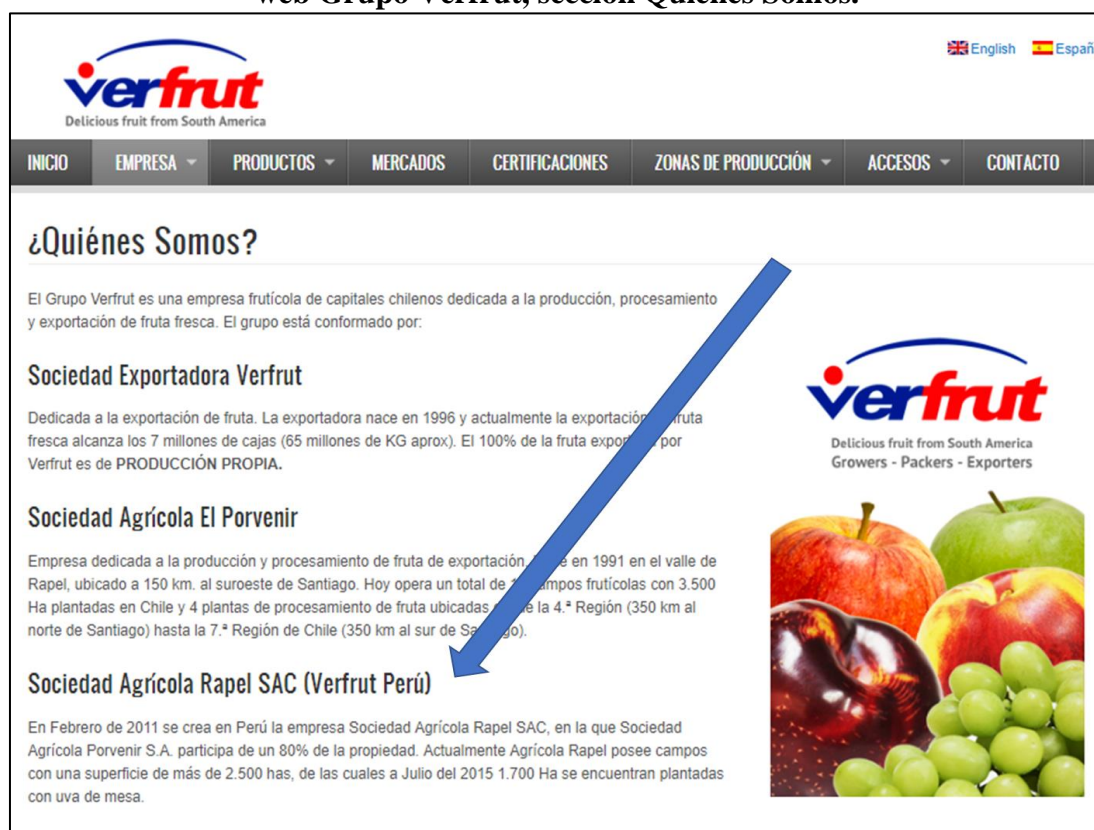 web Grupo Verfrut, sección Quiénes Somos.
verfrut
Delicious fruit from South America
English Españ
INICIO EMPRESA PRODUCTOS MERCADOS CERTIFICACIONES ZONAS DE PRODUCCIÓN ACCESOS CONTACTO
¿Quiénes Somos?
El Grupo Verfrut es una empresa frutícola de capitales chilenos dedicada a la producción, procesamiento
y exportación de fruta fresca. El grupo está conformado por:
Sociedad Exportadora Verfrut
Dedicada a la exportación de fruta. La exportadora nace en 1996 y actualmente la exportación fruta
fresca alcanza los 7 millones de cajas (65 millones de KG aprox). El 100% de la fruta por
Verfrut es de PRODUCCIÓN PROPIA.
Sociedad Agrícola El Porvenir
Empresa dedicada a la producción y procesamiento de fruta de exportación. en 1991 en el valle de
Rapel, ubicado a 150 km. al suroeste de Santiago. Hoy opera un total de campos frutícolas con 3.500
Ha plantadas en Chile y 4 plantas de procesamiento de fruta ubicadas la 4.ª Región (350 km al
norte de Santiago) hasta la 7.ª Región de Chile (350 km al sur de Santiago).
Sociedad Agrícola Rapel SAC (Verfrut Perú)
En Febrero de 2011 se crea en Perú la empresa Sociedad Agrícola Rapel SAC, en la que Sociedad
Agrícola Porvenir S.A. participa de un 80% de la propiedad. Actualmente Agrícola Rapel posee campos
con una superficie de más de 2.500 has, de las cuales a Julio del 2015 1.700 Ha se encuentran plantadas
con uva de mesa.
verfrut
Delicious fruit from South America
Growers - Packers - Exporters